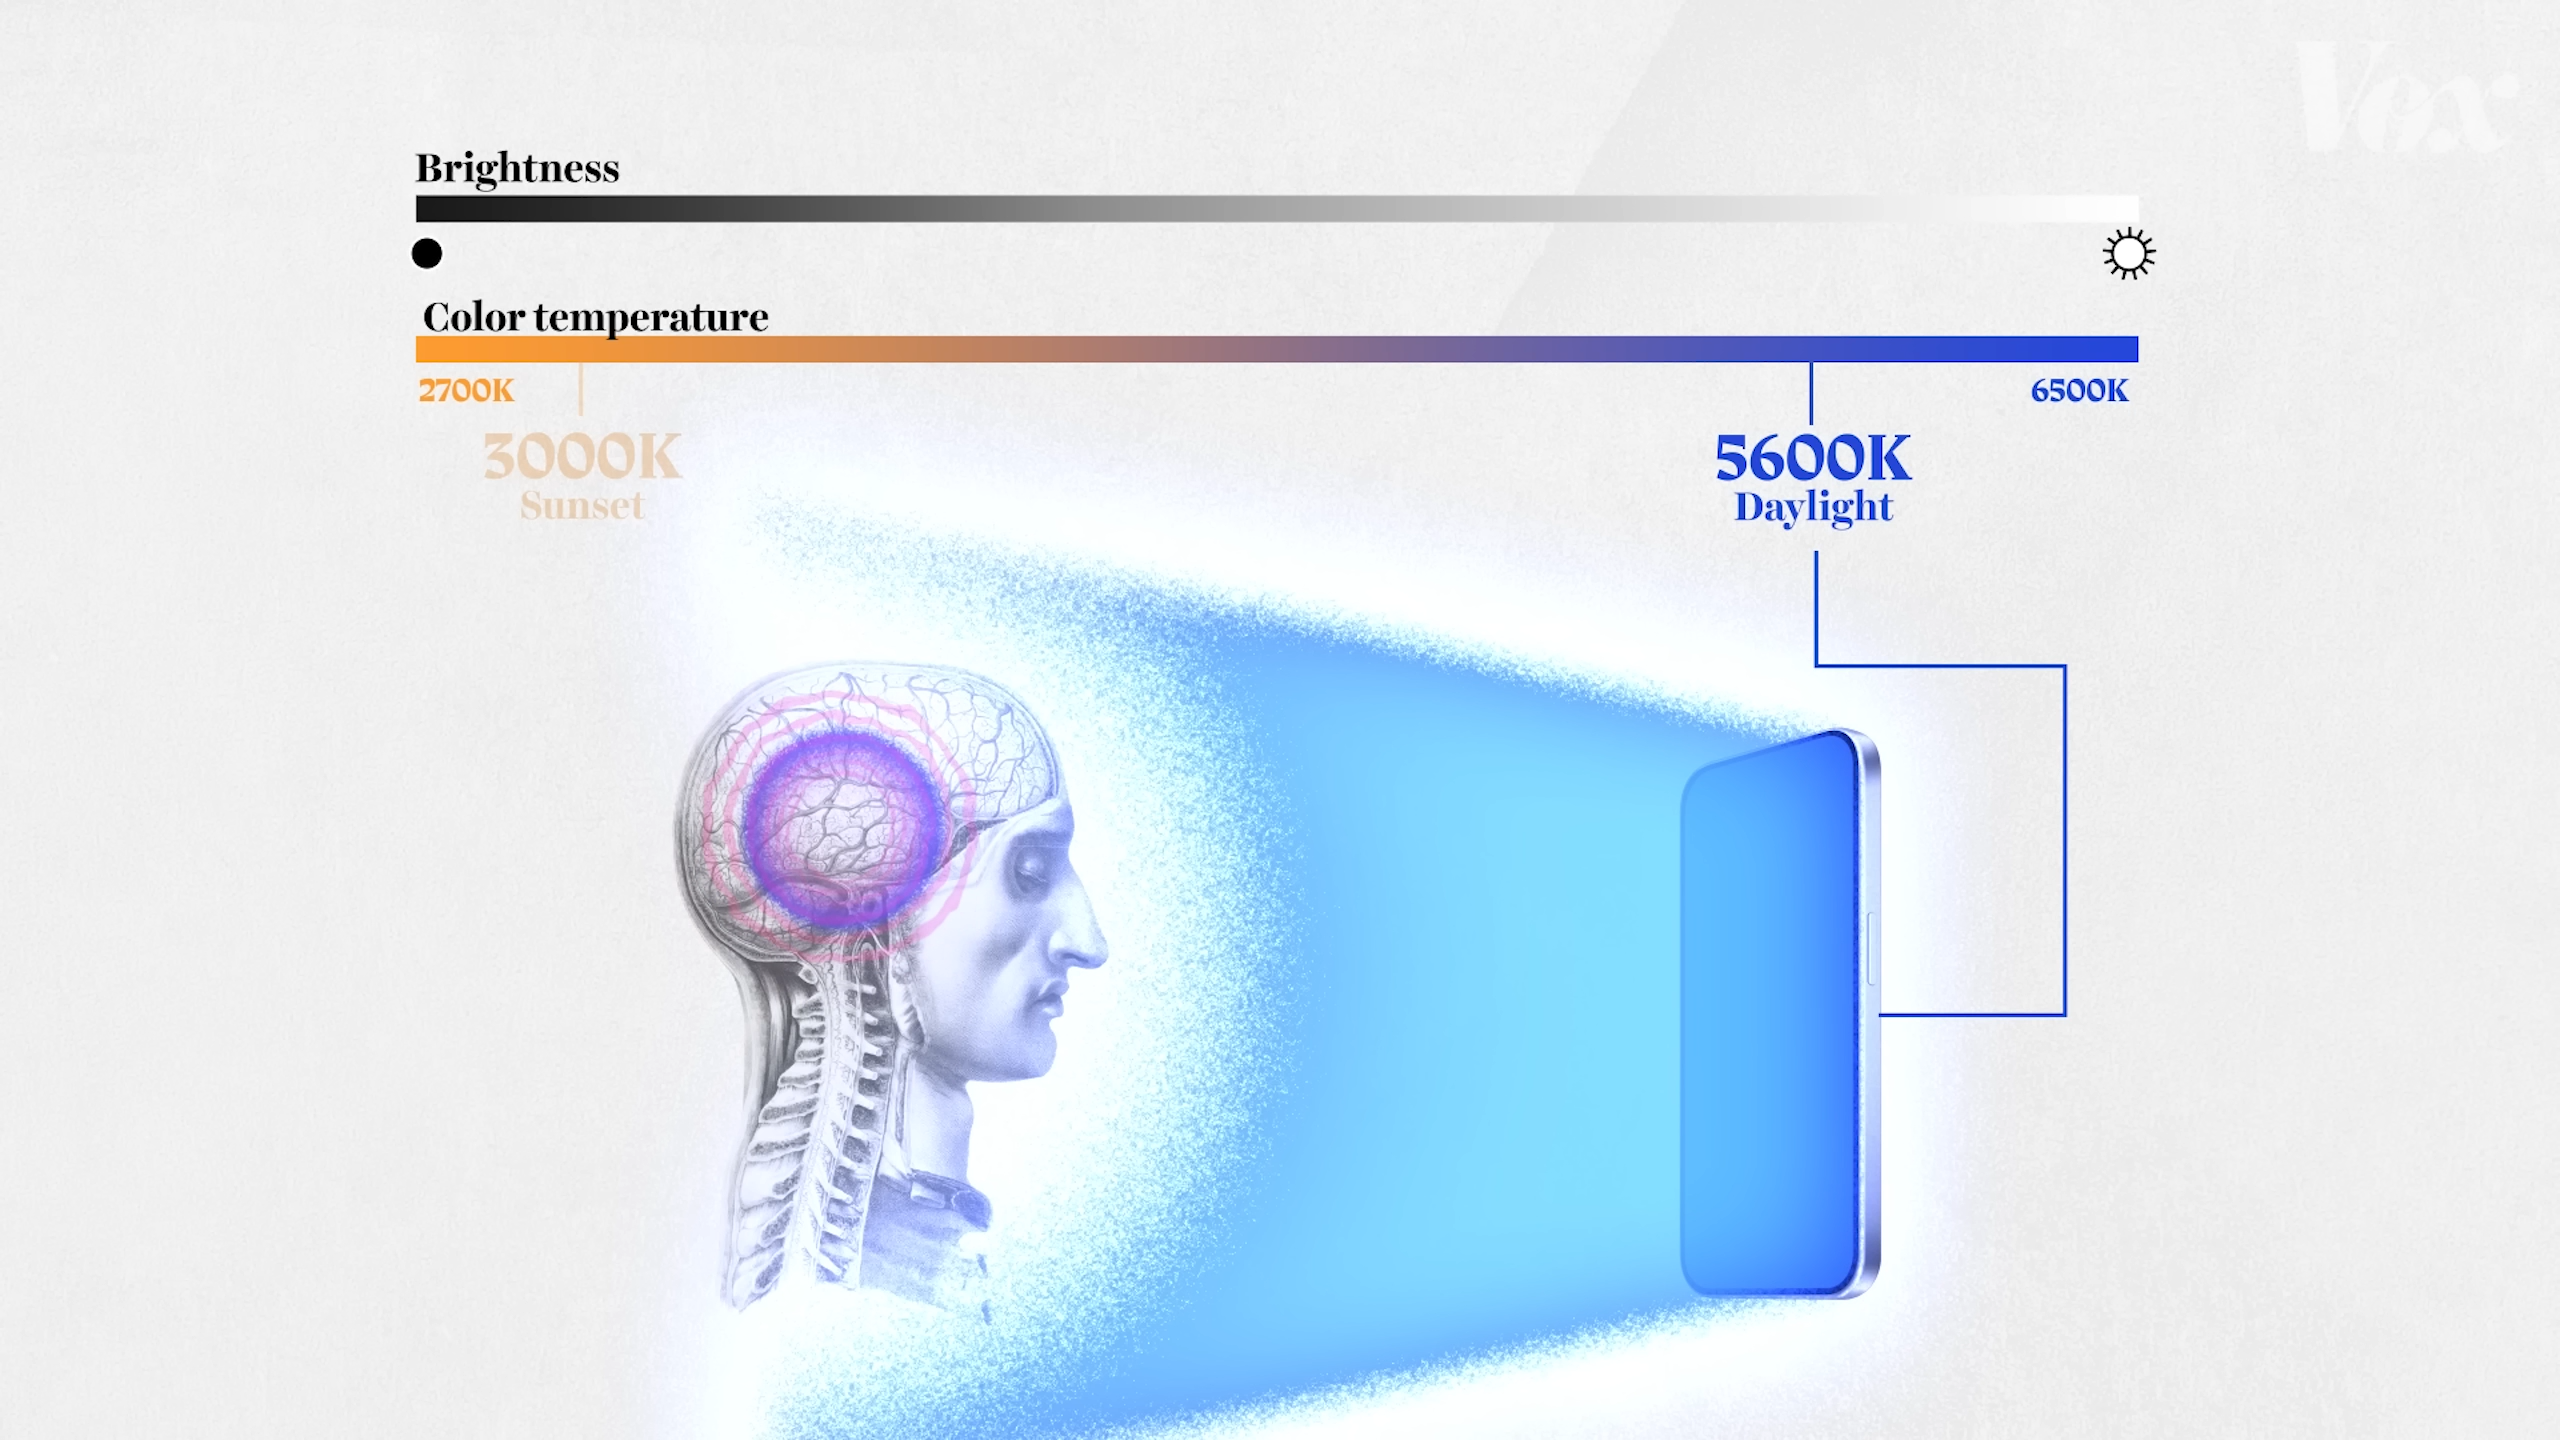 Vox
Brightness
Color temperature
2700K
6500K
3000K
Sunset
5600K
Daylight